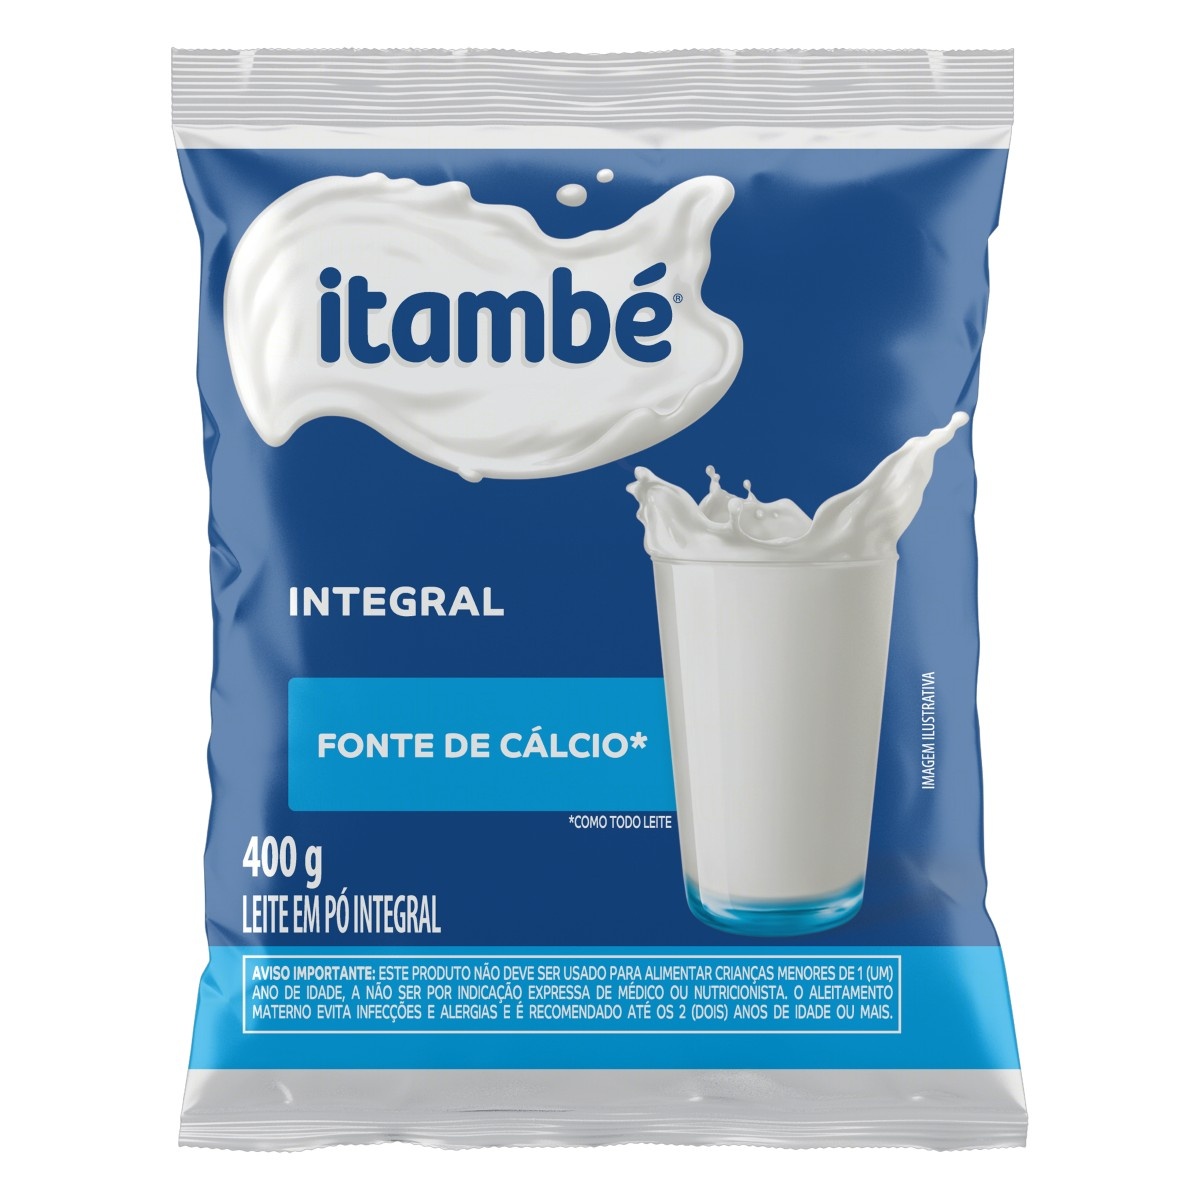 itambé®
INTEGRAL
FONTE DE CÁLCIO*
*COMO TODO LEITE
IMAGEM ILUSTRATIVA
400 g
LEITE EM PÓ INTEGRAL
AVISO IMPORTANTE: ESTE PRODUTO NÃO DEVE SER USADO PARA ALIMENTAR CRIANÇAS MENORES DE 1 (UM)
ANO DE IDADE, A NÃO SER POR INDICAÇÃO EXPRESSA DE MÉDICO OU NUTRICIONISTA. O ALEITAMENTO
MATERNO EVITA INFECÇÕES E ALERGIAS E É RECOMENDADO ATÉ OS 2 (DOIS) ANOS DE IDADE OU MAIS.